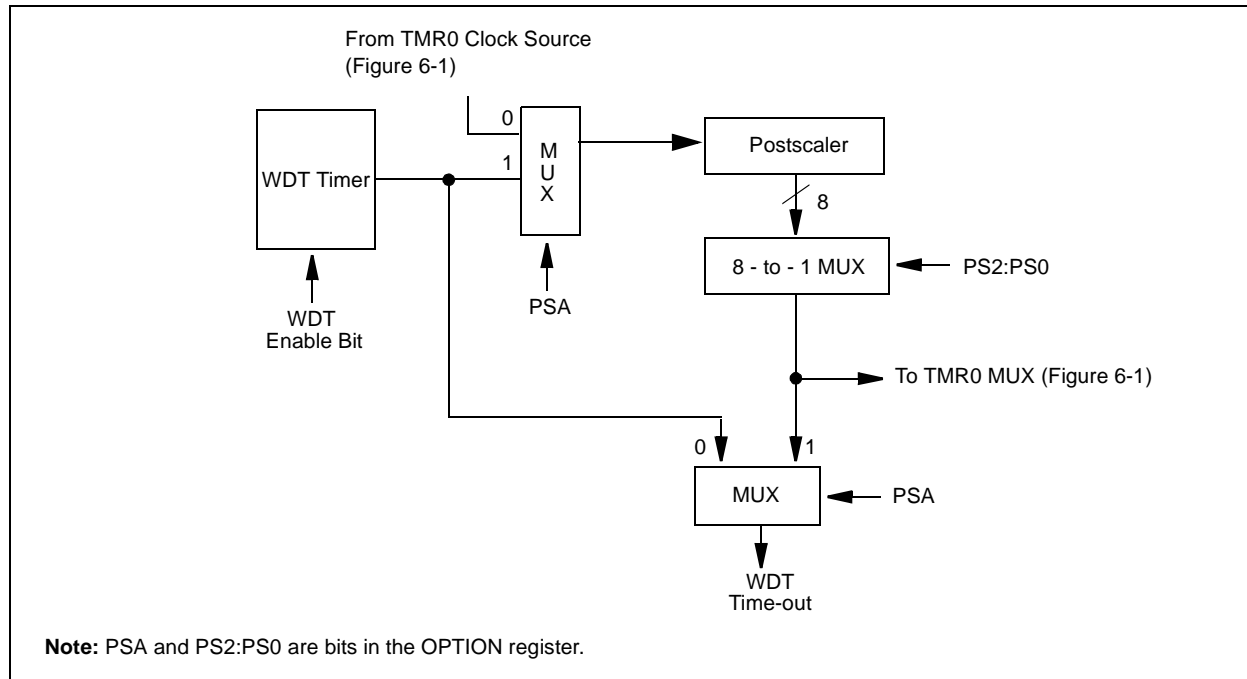 From TMR0 Clock Source
(Figure 6-1)
0
1
M
U
X
WDT Timer
Postscaler
8
8 - to - 1 MUX
PS2:PS0
PSA
WDT
Enable Bit
To TMR0 MUX (Figure 6-1)
0
1
MUX
PSA
WDT
Time-out
Note: PSA and PS2:PS0 are bits in the OPTION register.